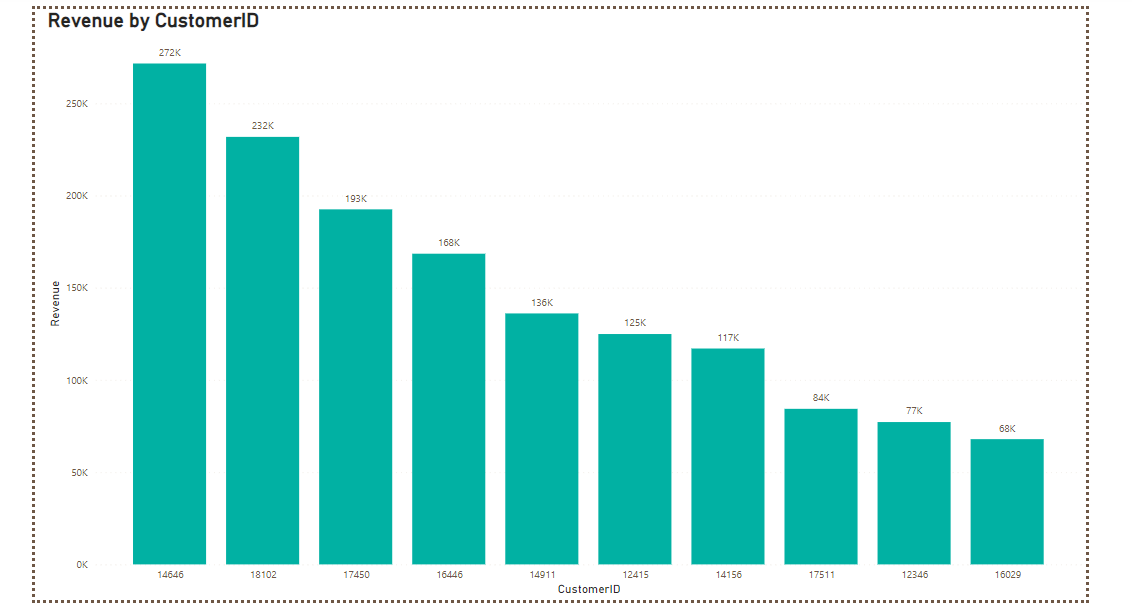 Revenue by CustomerID
272K
250K
232K
200K
193K
168K
150K
Revenue
136K
125K
117K
100K
84K
77K
68K
50K
0K
14646 18102 17450 16446 14911 12415 14156 17511 12346 16029
CustomerID